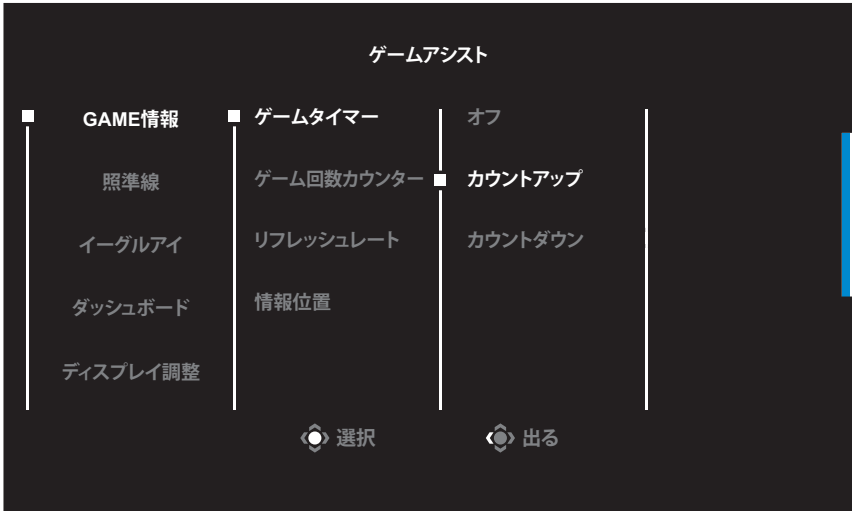 ゲームアシスト
GAME情報
照準線
イーグルアイ
ダッシュボード
ディスプレイ調整
ゲームタイマー
ゲーム回数カウンター
リフレッシュレート
情報位置
オフ
カウントアップ
カウントダウン
選択
出る